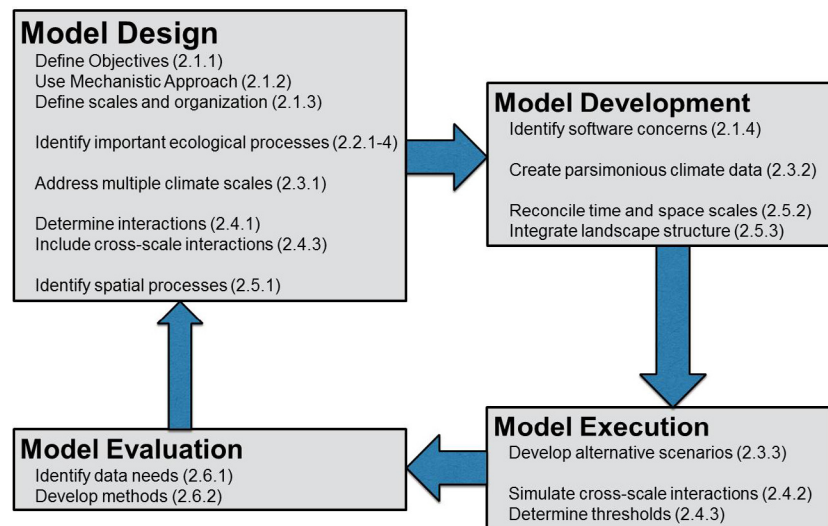 Model Design
Define Objectives (2.1.1)
Use Mechanistic Approach (2.1.2)
Define scales and organization (2.1.3)
Identify important ecological processes (2.2.1-4)
Address multiple climate scales (2.3.1)
Determine interactions (2.4.1)
Include cross-scale interactions (2.4.3)
Identify spatial processes (2.5.1)
Model Development
Identify software concerns (2.1.4)
Create parsimonious climate data (2.3.2)
Reconcile time and space scales (2.5.2)
Integrate landscape structure (2.5.3)
Model Execution
Develop alternative scenarios (2.3.3)
Simulate cross-scale interactions (2.4.2)
Determine thresholds (2.4.3)
Model Evaluation
Identify data needs (2.6.1)
Develop methods (2.6.2)